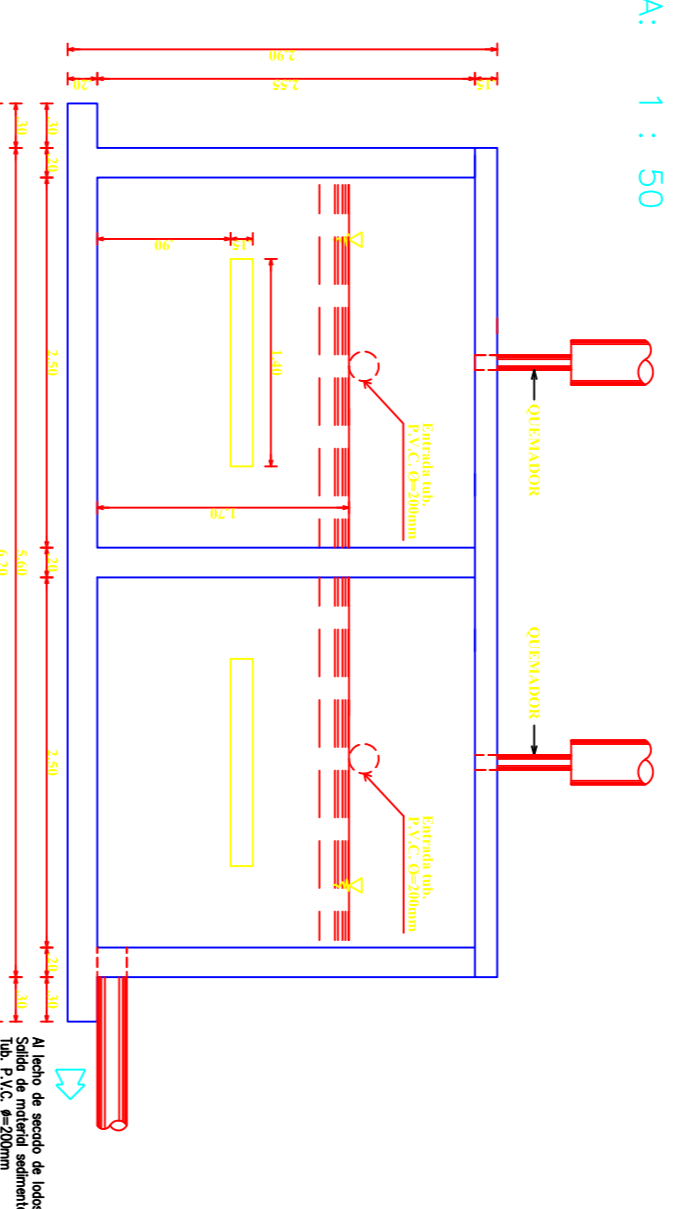 A: 1 : 50
QUEMADOR
QUEMADOR
Entrada tub.
P.V.C. Ø=200mm
Entrada tub.
P.V.C. Ø=200mm
2.90
.20
2.55
.15
.90
.15
1.40
1.70
.30
.20
2.50
.20
2.50
.20
.30
.30
5.60
.30
6.20
Al lecho de secado de lodos
Salida de material sediment
Tub. P.V.C. ø=200mm